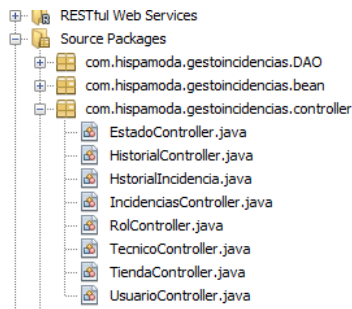 RESTful Web Services
Source Packages
com.hispamoda.gestoincidencias.DAO
com.hispamoda.gestoincidencias.bean
com.hispamoda.gestoincidencias.controller
EstadoController.java
HistorialController.java
HstorialIncidencia.java
IncidenciasController.java
RolController.java
TecnicoController.java
TiendaController.java
UsuarioController.java